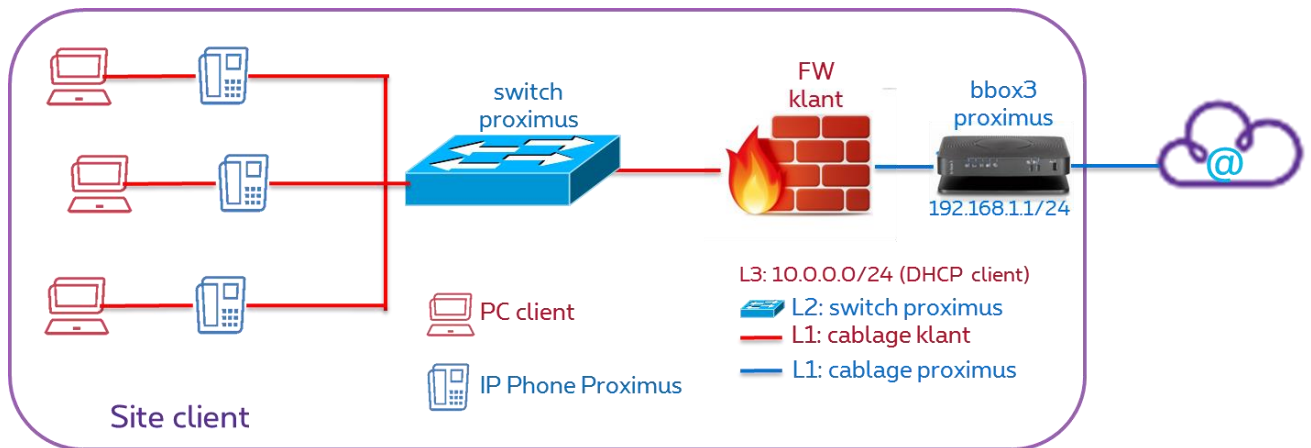 switch
proximus
FW
klant
bbox3
proximus
@
192.168.1.1/24
L3: 10.0.0.0/24 (DHCP client)
PC client
L2: switch proximus
L1: cablage klant
IP Phone Proximus
L1: cablage proximus
Site client